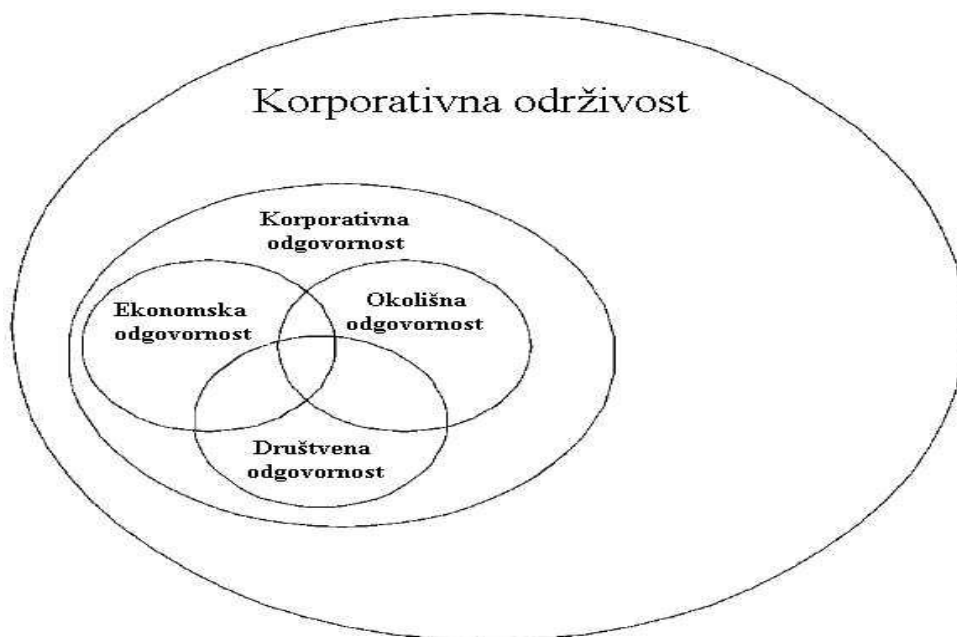 Korporativna održivost
Korporativna
odgovornost
Ekonomska
odgovornost
Okolišna
odgovornost
Društvena
odgovornost